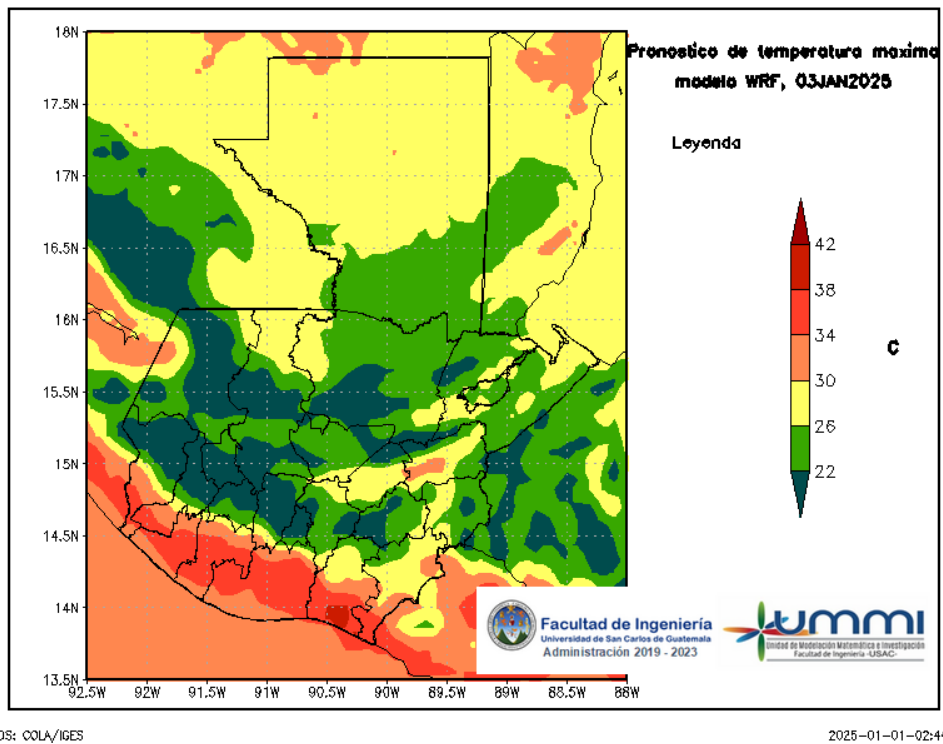 Pronostico de temperatura maxima
modelo WRF, 03JAN2025
Leyenda
42
38
34
30
26
22
C
18N
17.5N
17N
16.5N
16N
15.5N
15N
14.5N
14N
13.5N
92.5W 92W 91.5W 91W 90.5W 90W 89.5W 89W 88.5W 88W
Facultad de Ingeniería
Universidad de San Carlos de Guatemala
Administración 2019 - 2023
UMMI
Unidad de Modelación Matemática e Investigación
Facultad de Ingeniería -USAC-
COLA/IGES
2025-01-01-02:4